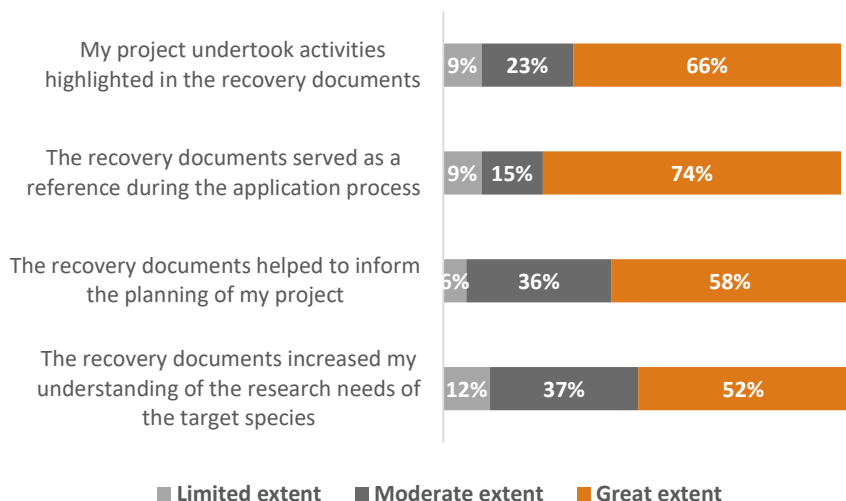 My project undertook activities
highlighted in the recovery documents
9% 23% 66%
The recovery documents served as a
reference during the application process
9% 15% 74%
The recovery documents helped to inform
the planning of my project
6% 36% 58%
The recovery documents increased my
understanding of the research needs of
the target species
12% 37% 52%
Limited extent Moderate extent Great extent